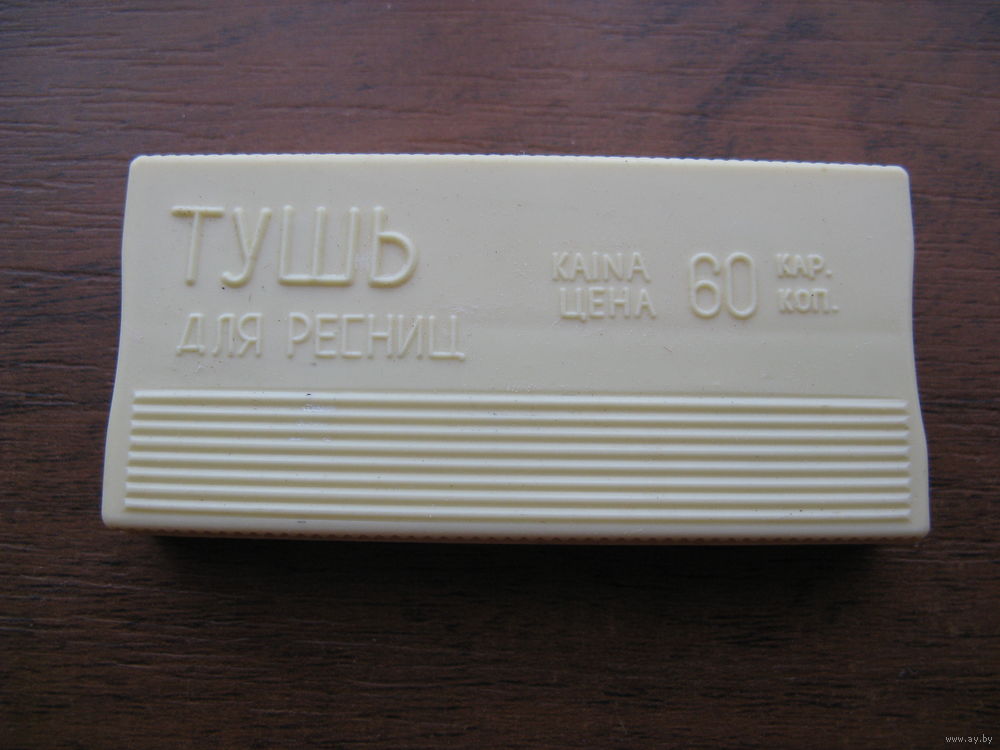 ТУШЬ
ДЛЯ РЕСНИЦ
KAINA
ЦЕНА
60
KAP.
КОП.
www.ay.by